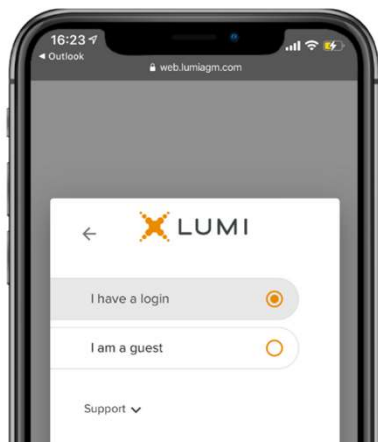 16:23
Outlook
web.lumiagm.com
LUMI
I have a login
I am a guest
Support